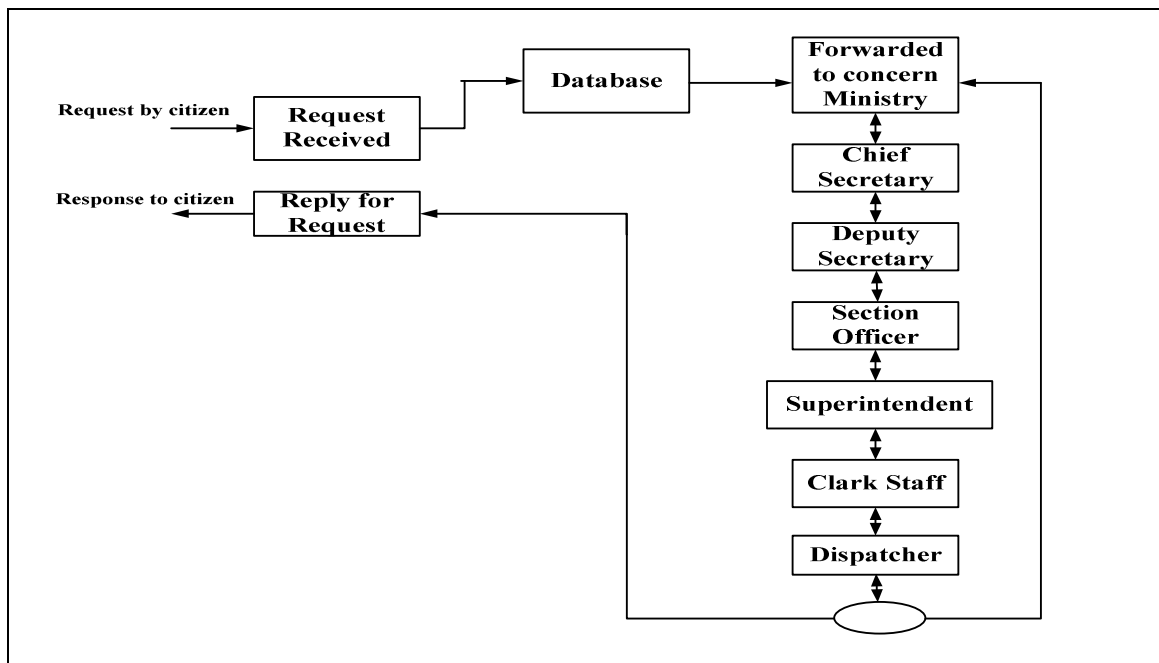 Request by citizen
Request
Received
Database
Forwarded
to concern
Ministry
Chief
Secretary
Deputy
Secretary
Section
Officer
Superintendent
Clark Staff
Dispatcher
Reply for
Request
Response to citizen